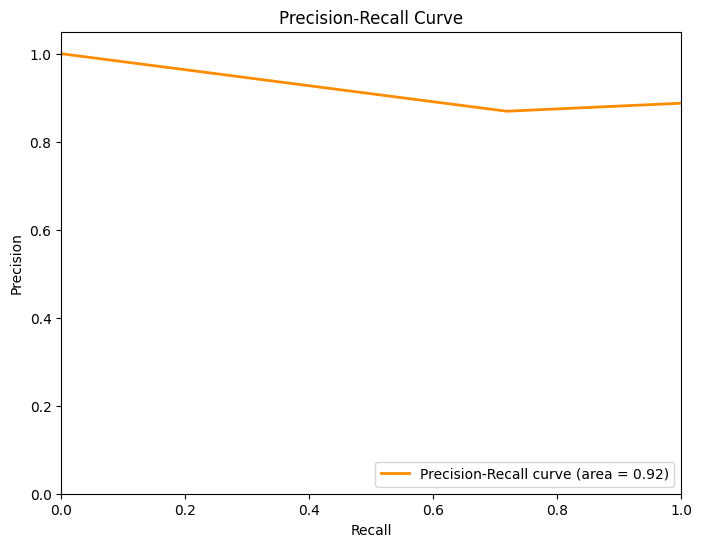 Precision-Recall Curve
1.0
0.8
0.6
0.4
0.2
0.0
Precision
Precision-Recall curve (area = 0.92)
0.0 0.2 0.4 0.6 0.8 1.0
Recall